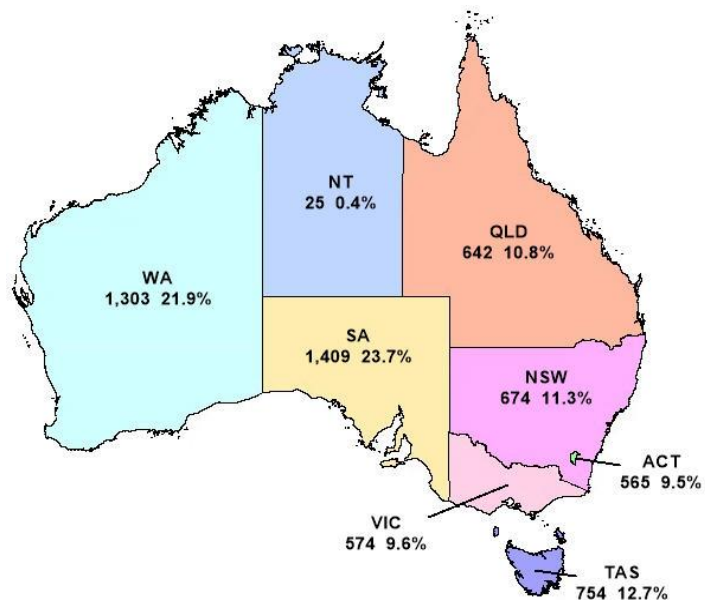 NT
25 0.4%
QLD
642 10.8%
WA
1,303 21.9%
SA
1,409 23.7%
NSW
674 11.3%
ACT
565 9.5%
VIC
574 9.6%
TAS
754 12.7%